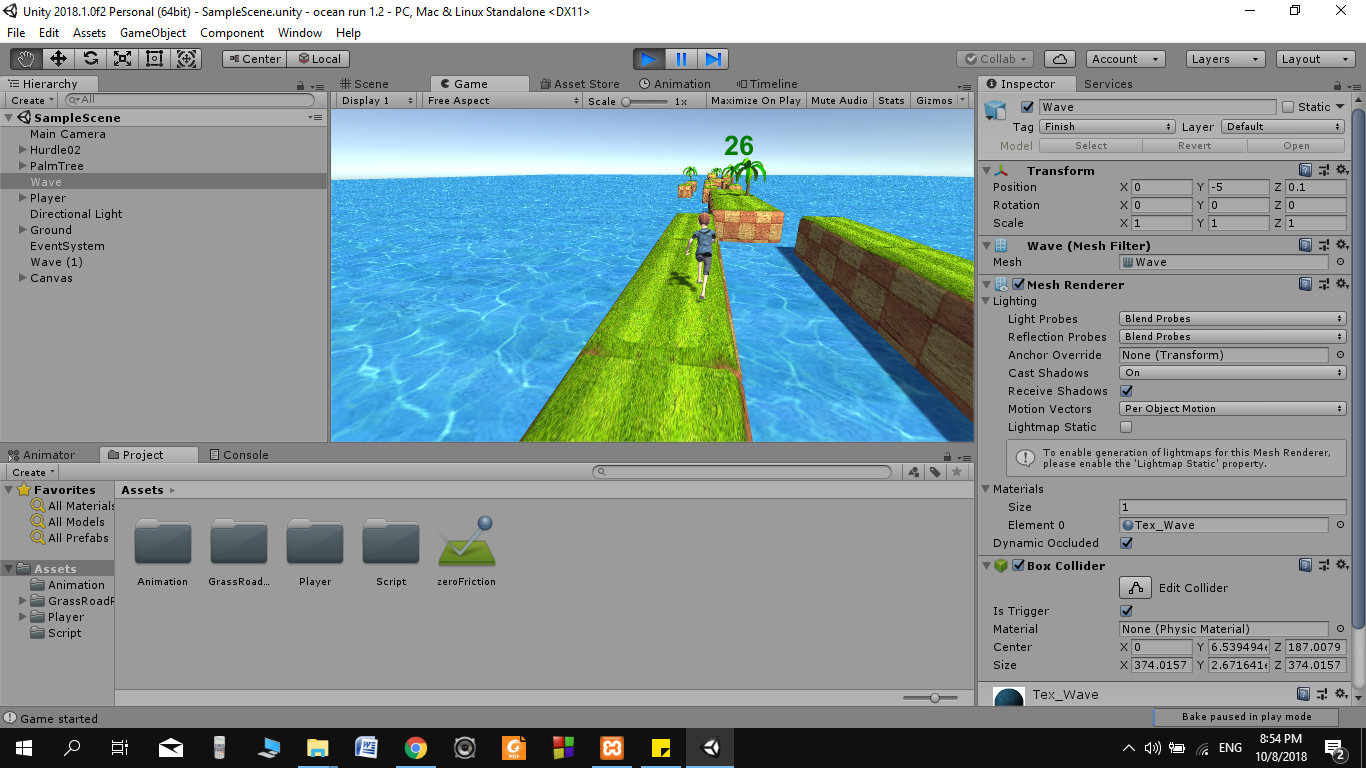 Unity 2018.1.0f2 Personal (64bit) - SampleScene.unity - ocean run 1.2 - PC, Mac & Linux Standalone <DX11>
File Edit Assets GameObject Component Window Help
Center Local Collab Account Layers Layout
Hierarchy
Create All
SampleScene
Main Camera
Hurdle02
PalmTree
Wave
Player
Directional Light
Ground
EventSystem
Wave (1)
Canvas
Scene Game Asset Store Animation Timeline
Display 1 Free Aspect Scale 1x Maximize On Play Mute Audio Stats Gizmos
26
Inspector Services
Wave Static
Tag Finish Layer Default
Model Select Revert Open
Transform
Position X 0 Y -5 Z 0.1
Rotation X 0 Y 0 Z 0
Scale X 1 Y 1 Z 1
Wave (Mesh Filter)
Mesh Wave
Mesh Renderer
Lighting
Light Probes Blend Probes
Reflection Probes Blend Probes
Anchor Override None (Transform)
Cast Shadows On
Receive Shadows
Motion Vectors Per Object Motion
Lightmap Static
To enable generation of lightmaps for this Mesh Renderer,
please enable the 'Lightmap Static' property.
Materials
Size 1
Element 0 Tex_Wave
Dynamic Occluded
Box Collider
Edit Collider
Is Trigger
Material None (Physic Material)
Center X 0 Y 6.539494e Z 187.0079
Size X 374.0157 Y 2.671641e Z 374.0157
Tex_Wave
Animator Project Console
Create
Favorites
All Materials
All Models
All Prefabs
Assets
Animation
GrassRoadR
Player
Script
Assets
Animation GrassRoad... Player Script zeroFriction
Game started
Bake paused in play mode
ENG
8:54 PM
10/8/2018
2